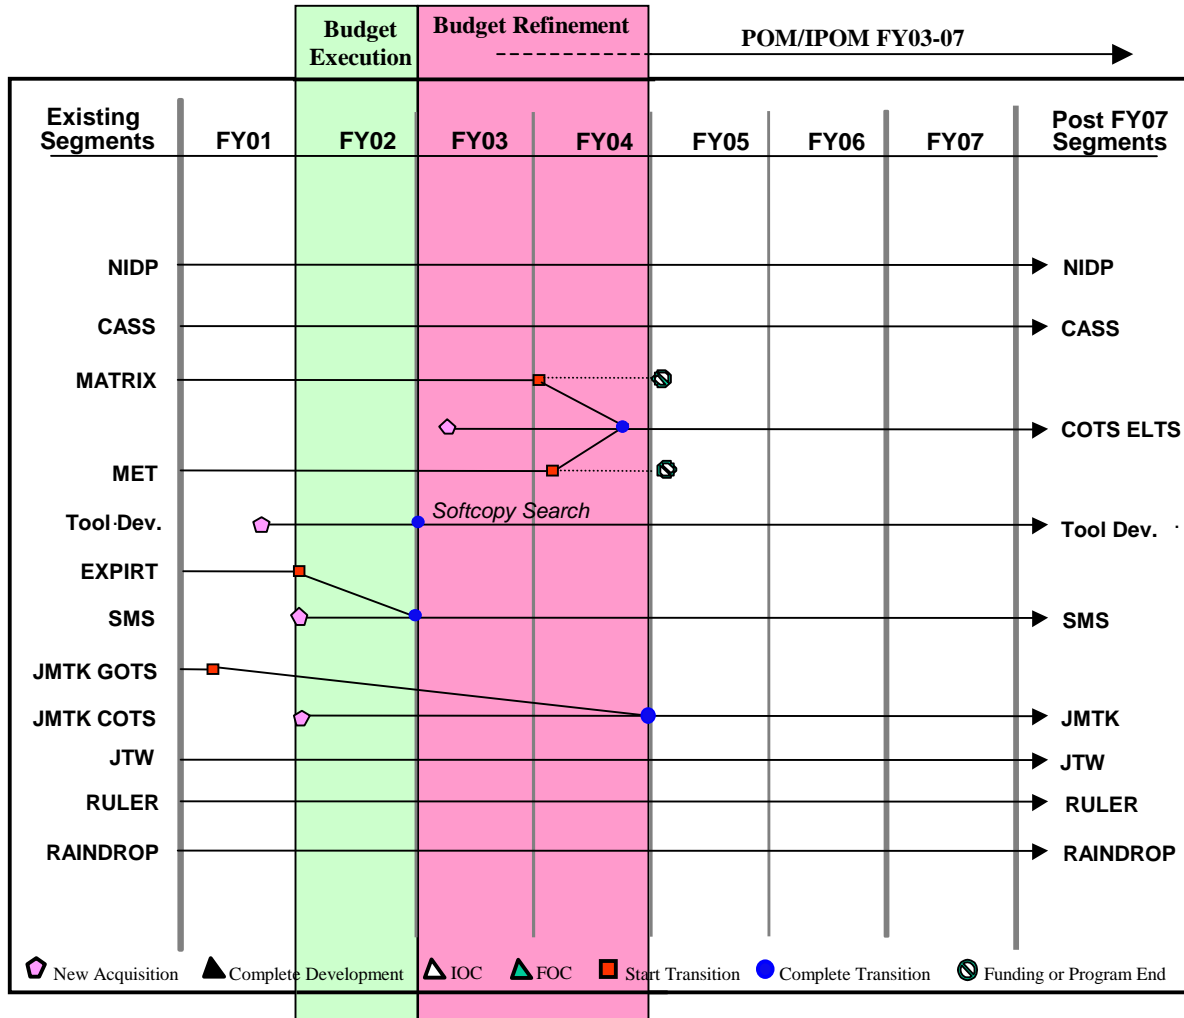 Budget
Execution
Budget Refinement
POM/IPOM FY03-07
Existing
Segments
FY01
FY02
FY03
FY04
FY05
FY06
FY07
Post FY07
Segments
NIDP
NIDP
CASS
CASS
MATRIX
COTS ELTS
MET
Softcopy Search
Tool Dev.
Tool Dev.
EXPIRT
SMS
SMS
JMTK GOTS
JMTK COTS
JMTK
JTW
JTW
RULER
RULER
RAINDROP
RAINDROP
New Acquisition
Complete Development
IOC
FOC
Start Transition
Complete Transition
Funding or Program End